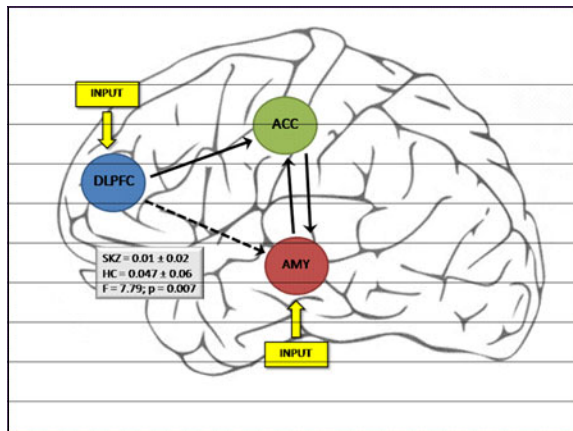 INPUT
ACC
DLPFC
SKZ = 0.01 ± 0.02
HC = 0.047 ± 0.06
F = 7.79; p = 0.007
AMY
INPUT